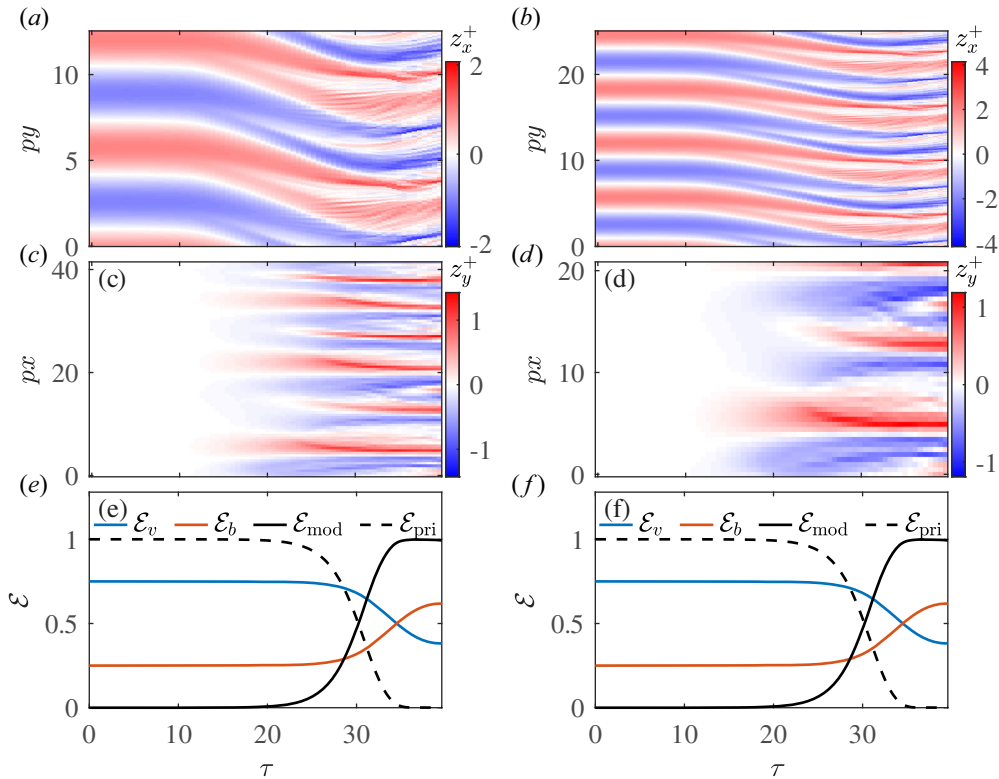 (a) (b)
z_x^+ z_x^+
2 4
10 20
2
py 0 py 0
5 10 -2
0 -2 0 -4
(c) (d)
z_y^+ z_y^+
40 (c) 20 (d)
1 1
px 20 0 px 10 0
-1 -1
0 0
(e) (f)
(e) (f)
ℰ_v ℰ_b ℰ_mod ℰ_pri ℰ_v ℰ_b ℰ_mod ℰ_pri
1 1
ℰ 0.5 ℰ 0.5
0 0
0 10 20 30 0 10 20 30
τ τ